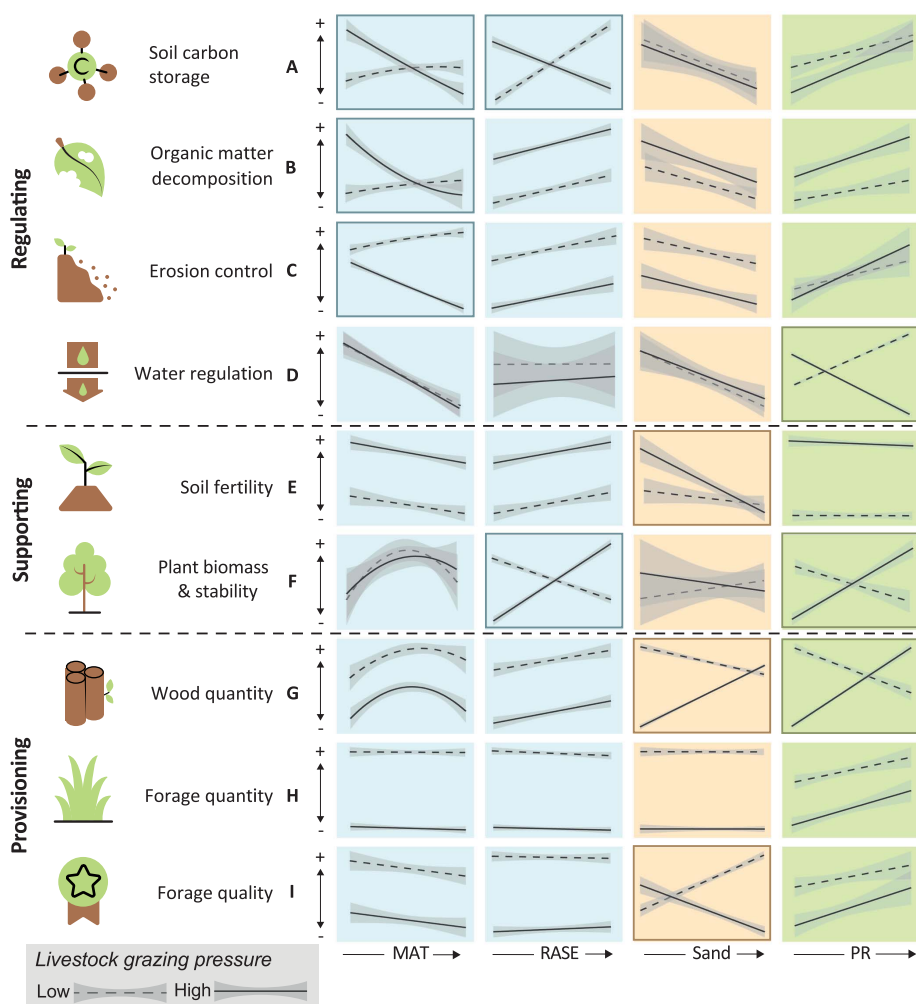 Regulating
Soil carbon
storage
A
+
-
C
Organic matter
decomposition
B
+
-
Erosion control
C
+
-
Water regulation
D
+
-
Supporting
Soil fertility
E
+
-
Plant biomass
& stability
F
+
-
Provisioning
Wood quantity
G
+
-
Forage quantity
H
+
-
Forage quality
I
+
-
MAT RASE Sand PR
Livestock grazing pressure
Low High